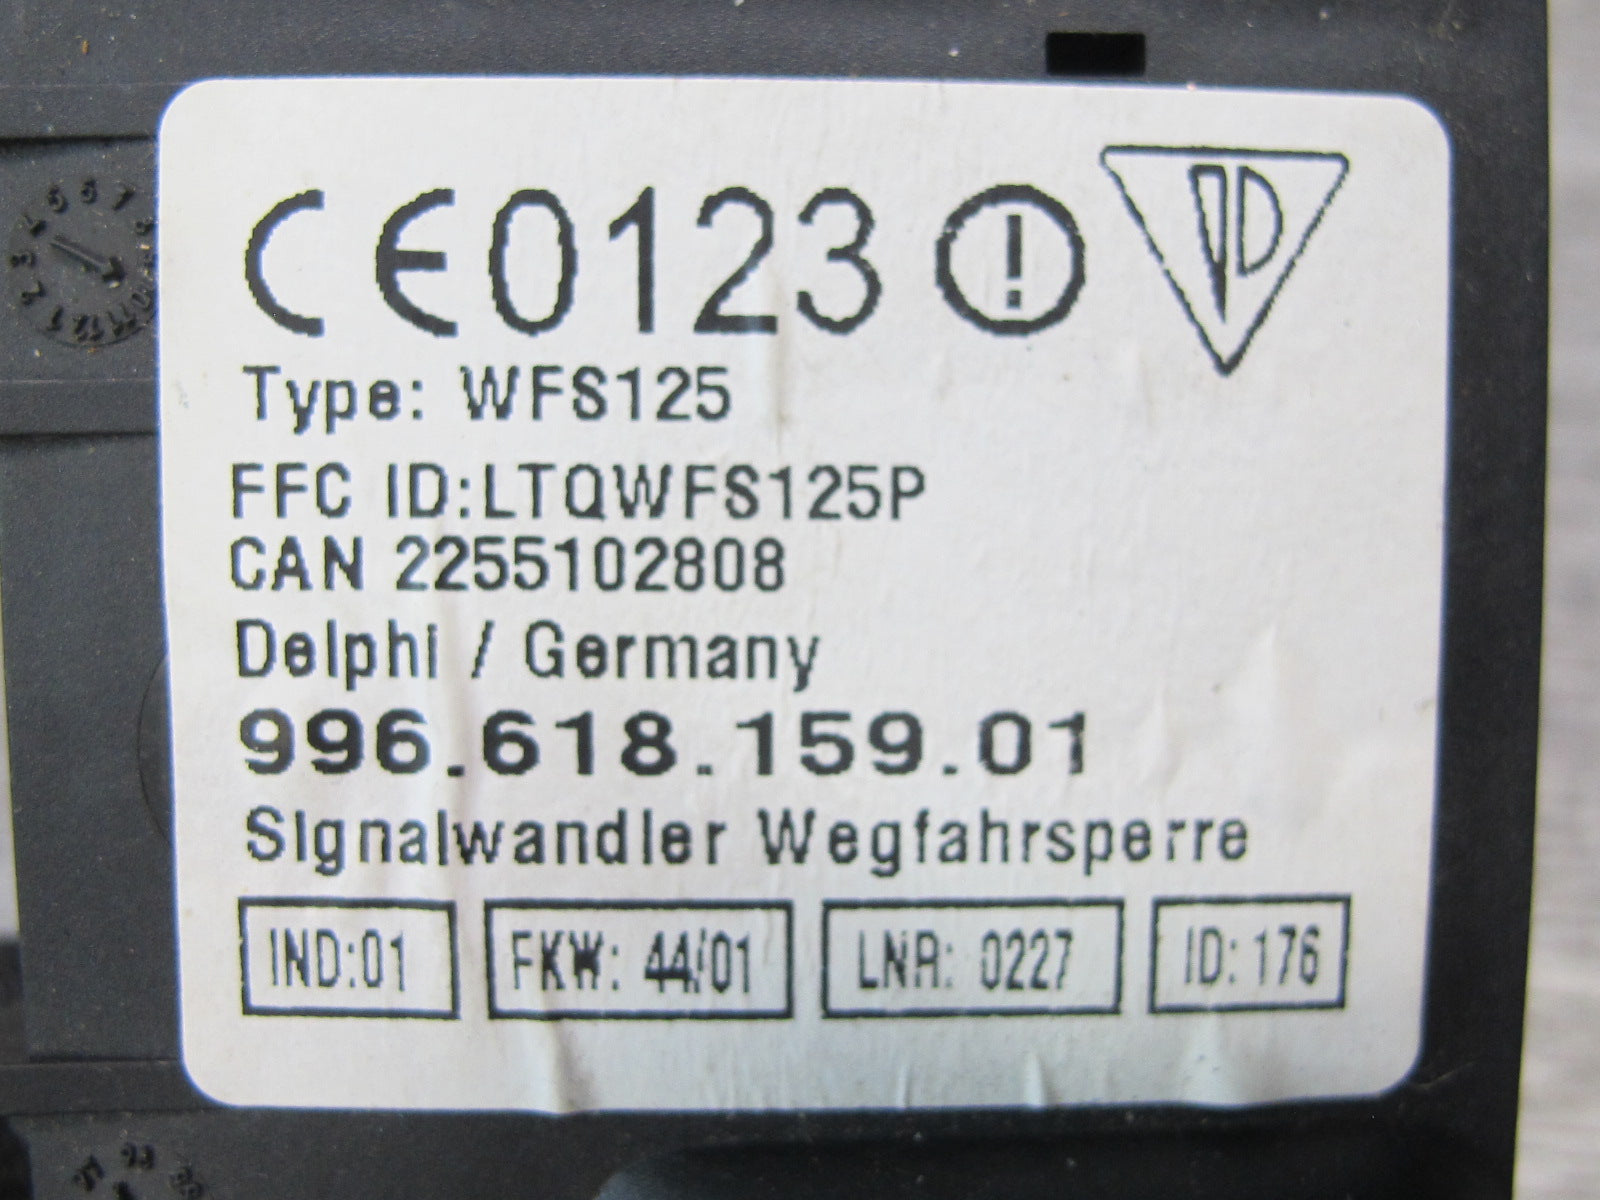 CE0123 !
Type: WFS125
FFC ID:LTQWFS125P
CAN 2255102808
Delphi / Germany
996.618.159.01
Signalwandler Wegfahrsperre
IND:01 FKW: 44/01 LNR: 0227 ID: 176